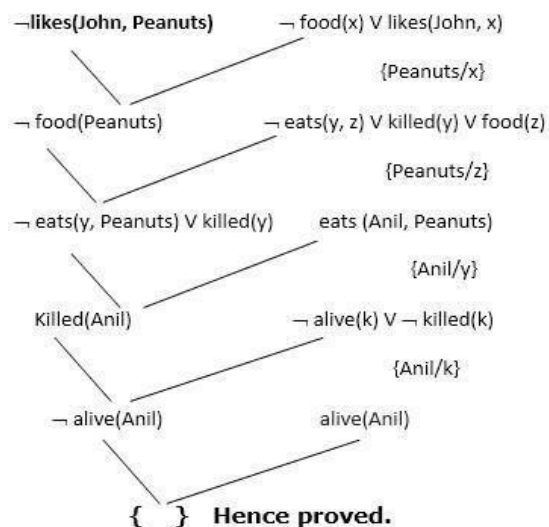 ¬likes(John, Peanuts) ¬ food(x) V likes(John, x)
{Peanuts/x}
¬ food(Peanuts) ¬ eats(y, z) V killed(y) V food(z)
{Peanuts/z}
¬ eats(y, Peanuts) V killed(y) eats (Anil, Peanuts)
{Anil/y}
Killed(Anil) ¬ alive(k) V ¬ killed(k)
{Anil/k}
¬ alive(Anil) alive(Anil)
{ } Hence proved.